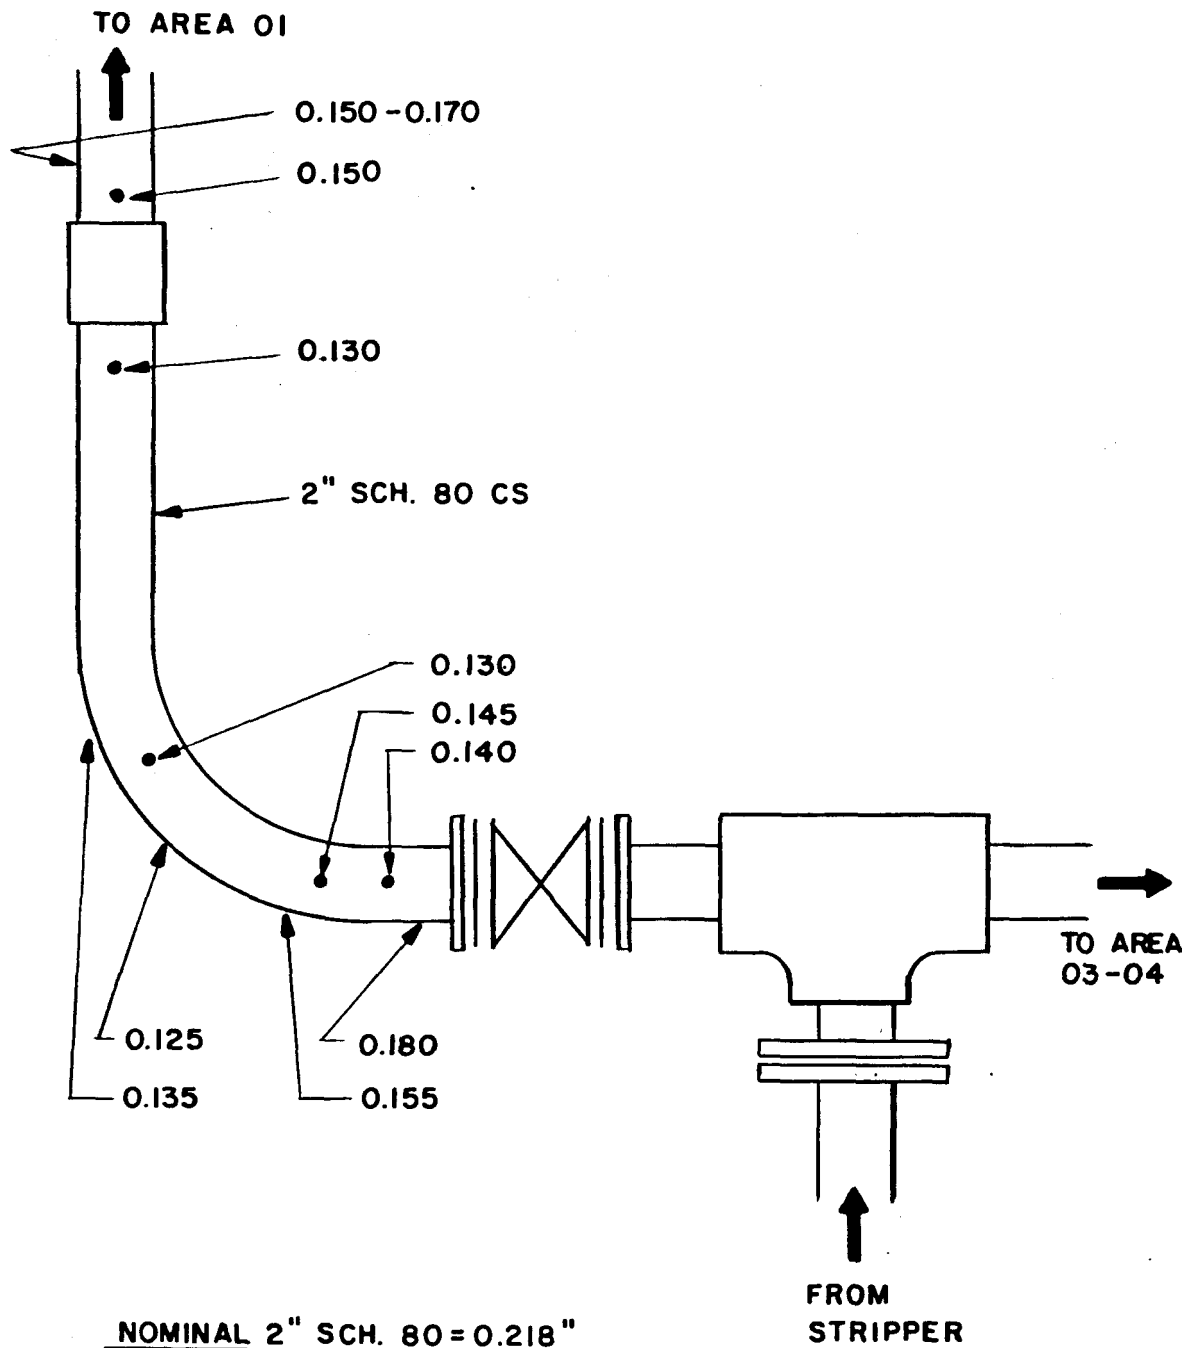 TO AREA 01
0.150-0.170
0.150
0.130
2" SCH. 80 CS
0.130
0.145
0.140
TO AREA
03-04
0.125
0.180
0.135
0.155
FROM
STRIPPER
NOMINAL 2" SCH. 80 = 0.218"